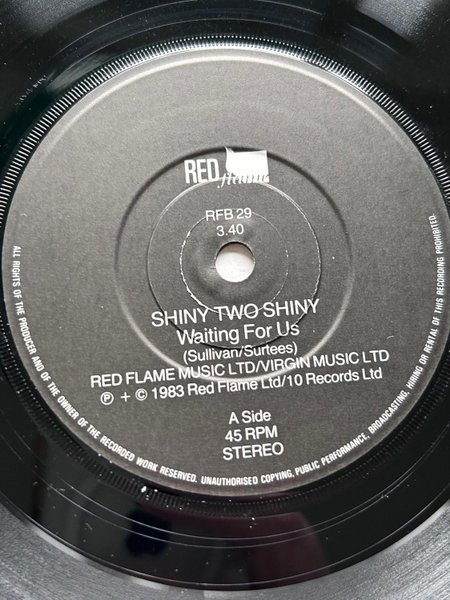 RED
flame
RFB 29
3.40
SHINY TWO SHINY
Waiting For Us
(Sullivan/Surtees)
RED FLAME MUSIC LTD/VIRGIN MUSIC LTD
Ⓟ + © 1983 Red Flame Ltd/10 Records Ltd
A Side
45 RPM
STEREO
ALL RIGHTS OF THE PRODUCER AND OF THE OWNER OF THE RECORDED WORK RESERVED. UNAUTHORISED COPYING, PUBLIC PERFORMANCE, BROADCASTING, HIRING OR RENTAL OF THIS RECORDING PROHIBITED.